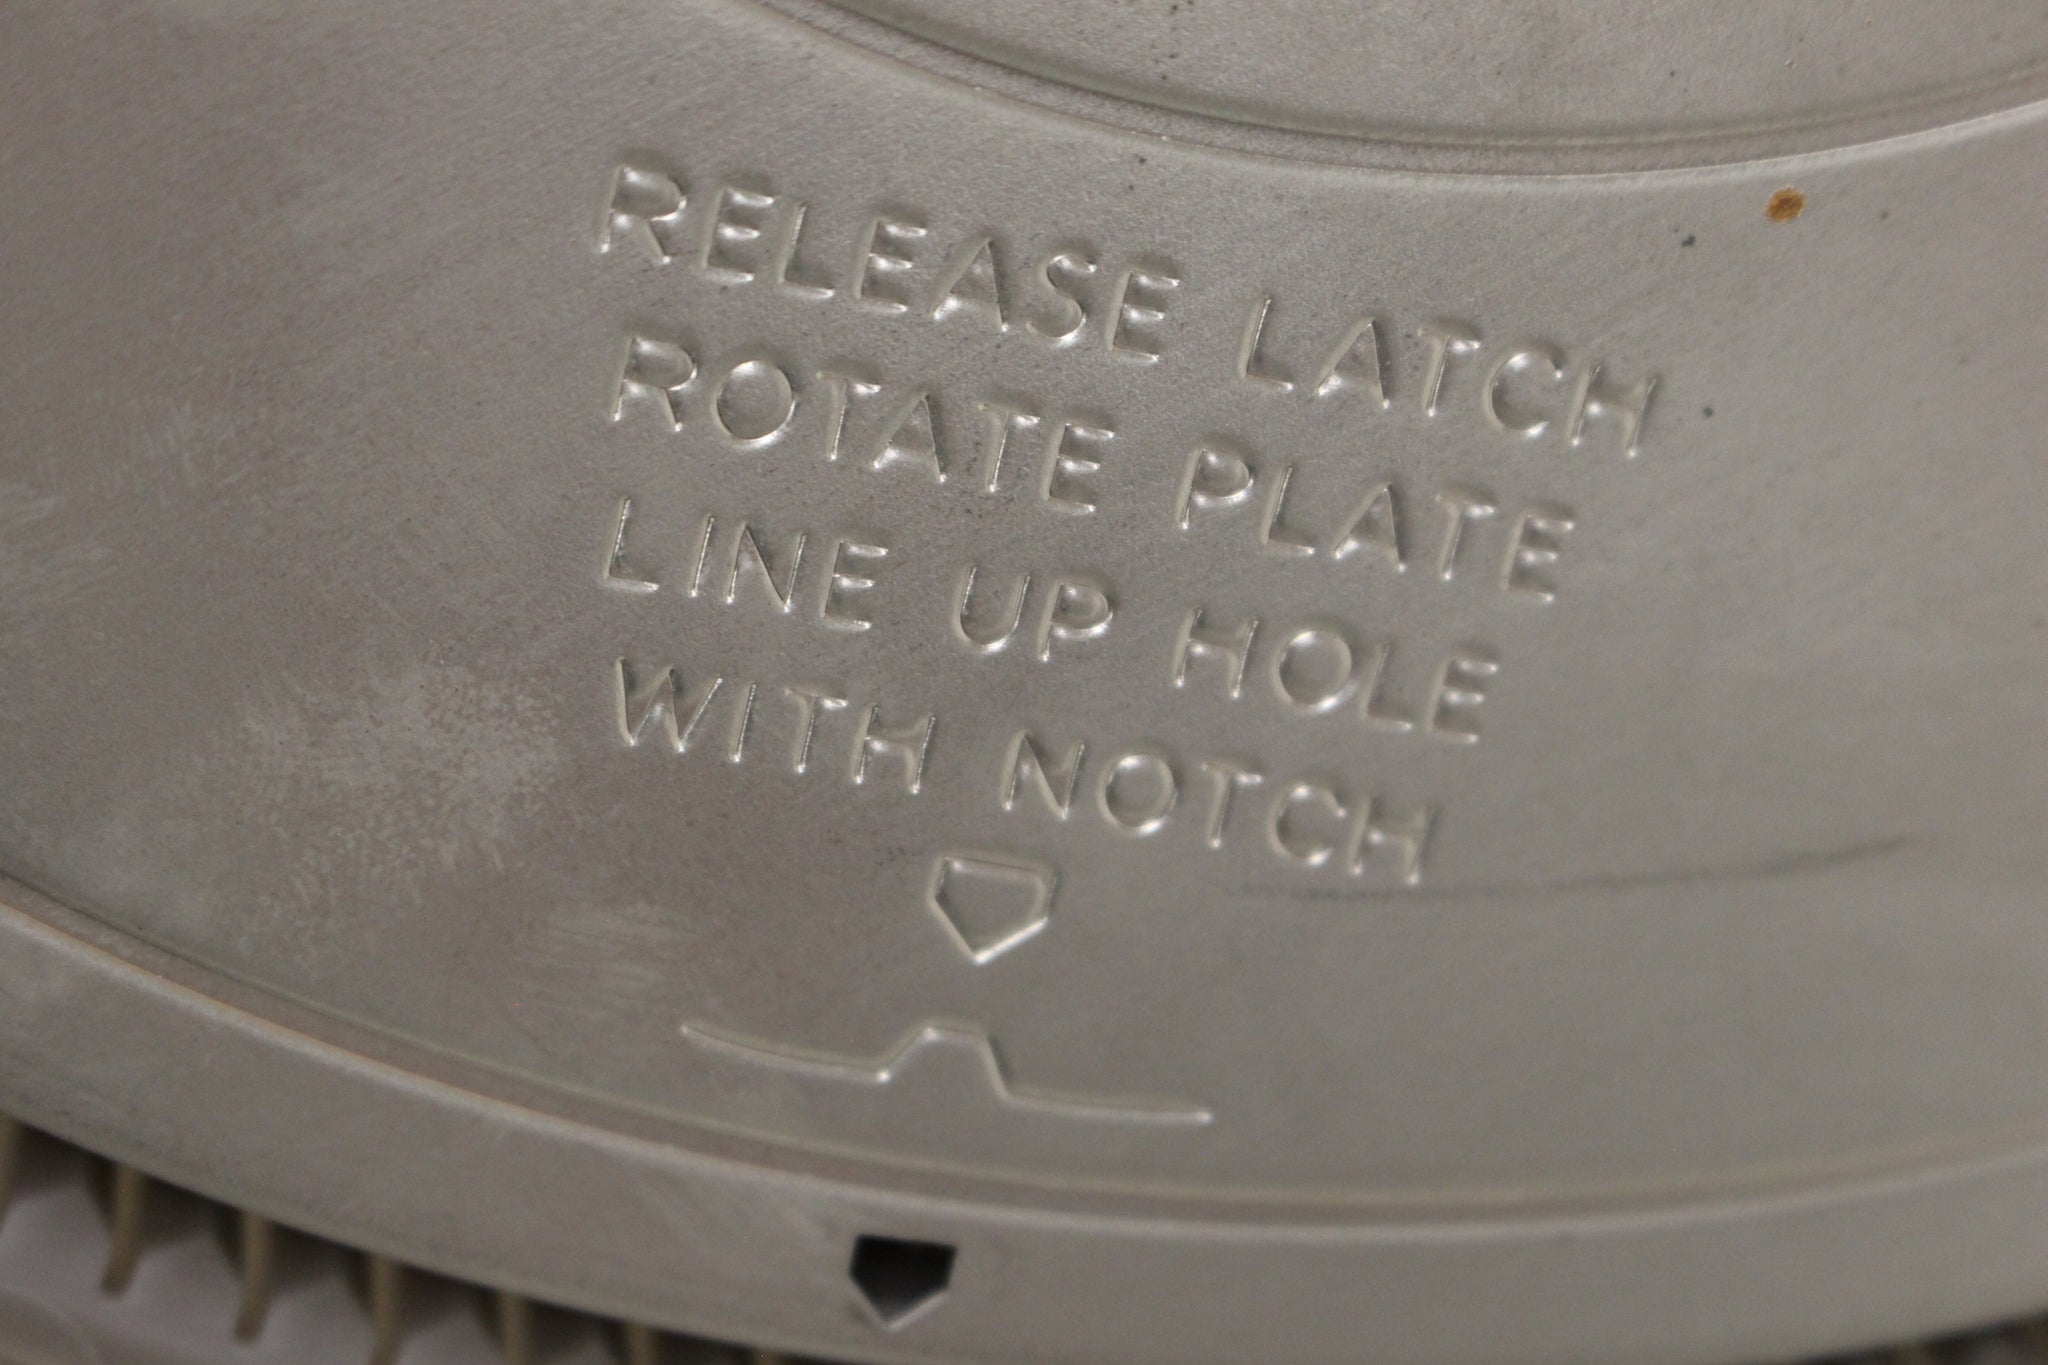 RELEASE LATCH
ROTATE PLATE
LINE UP HOLE
WITH NOTCH